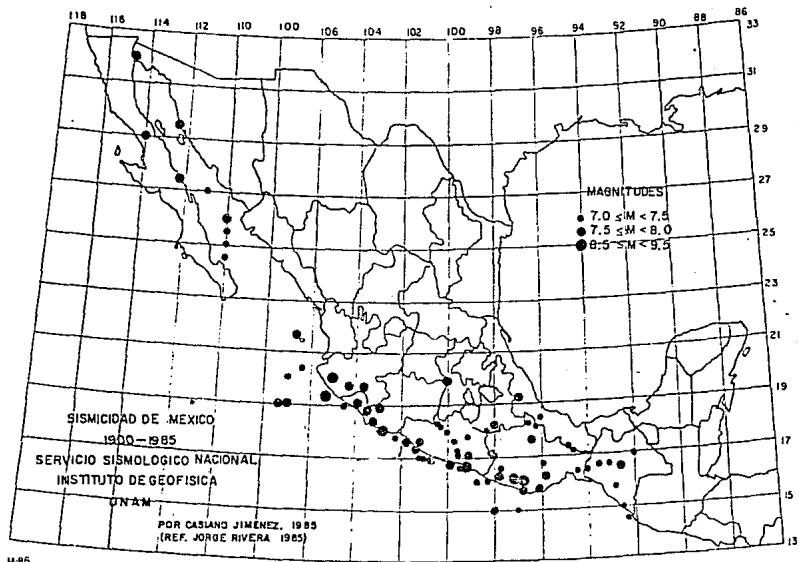 118 116 114 112 100 106 104 102 100 98 96 94 92 90 88 86
33
31
29
27
MAGNITUDES
7.0 ≤ M < 7.5
7.5 ≤ M < 8.0
8.5 ≤ M < 9.5
25
23
21
19
SISMICIDAD DE MEXICO
1900-1985
SERVICIO SISMOLOGICO NACIONAL
INSTITUTO DE GEOFISICA
UNAM
17
15
POR CASIANO JIMENEZ, 1985
(REF. JORGE RIVERA 1985)
13